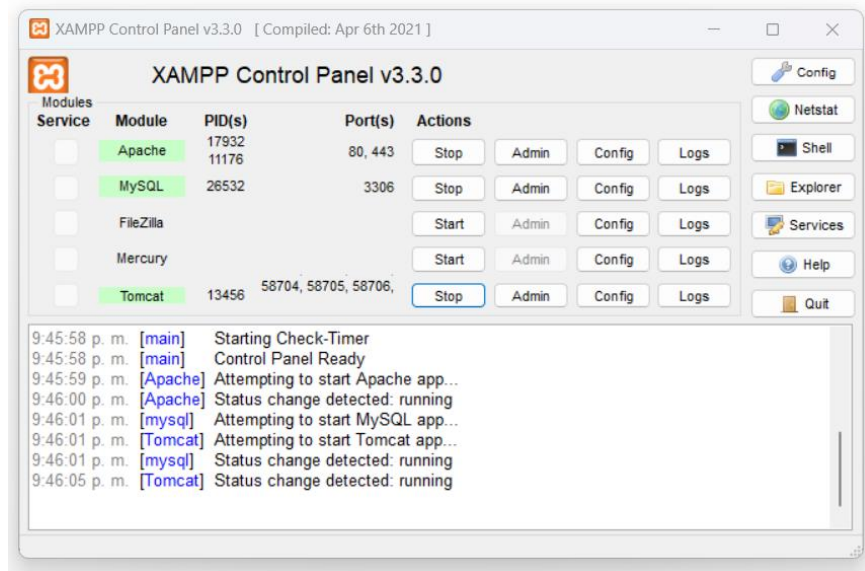 XAMPP Control Panel v3.3.0 [ Compiled: Apr 6th 2021 ]
XAMPP Control Panel v3.3.0
Config
Modules
Service Module PID(s) Port(s) Actions
Netstat
Apache 17932 11176 80, 443 Stop Admin Config Logs
Shell
MySQL 26532 3306 Stop Admin Config Logs
Explorer
FileZilla Start Admin Config Logs
Services
Mercury Start Admin Config Logs
Help
Tomcat 13456 58704, 58705, 58706, Stop Admin Config Logs
Quit
9:45:58 p. m. [main] Starting Check-Timer
9:45:58 p. m. [main] Control Panel Ready
9:45:59 p. m. [Apache] Attempting to start Apache app...
9:46:00 p. m. [Apache] Status change detected: running
9:46:01 p. m. [mysql] Attempting to start MySQL app...
9:46:01 p. m. [Tomcat] Attempting to start Tomcat app...
9:46:01 p. m. [mysql] Status change detected: running
9:46:05 p. m. [Tomcat] Status change detected: running